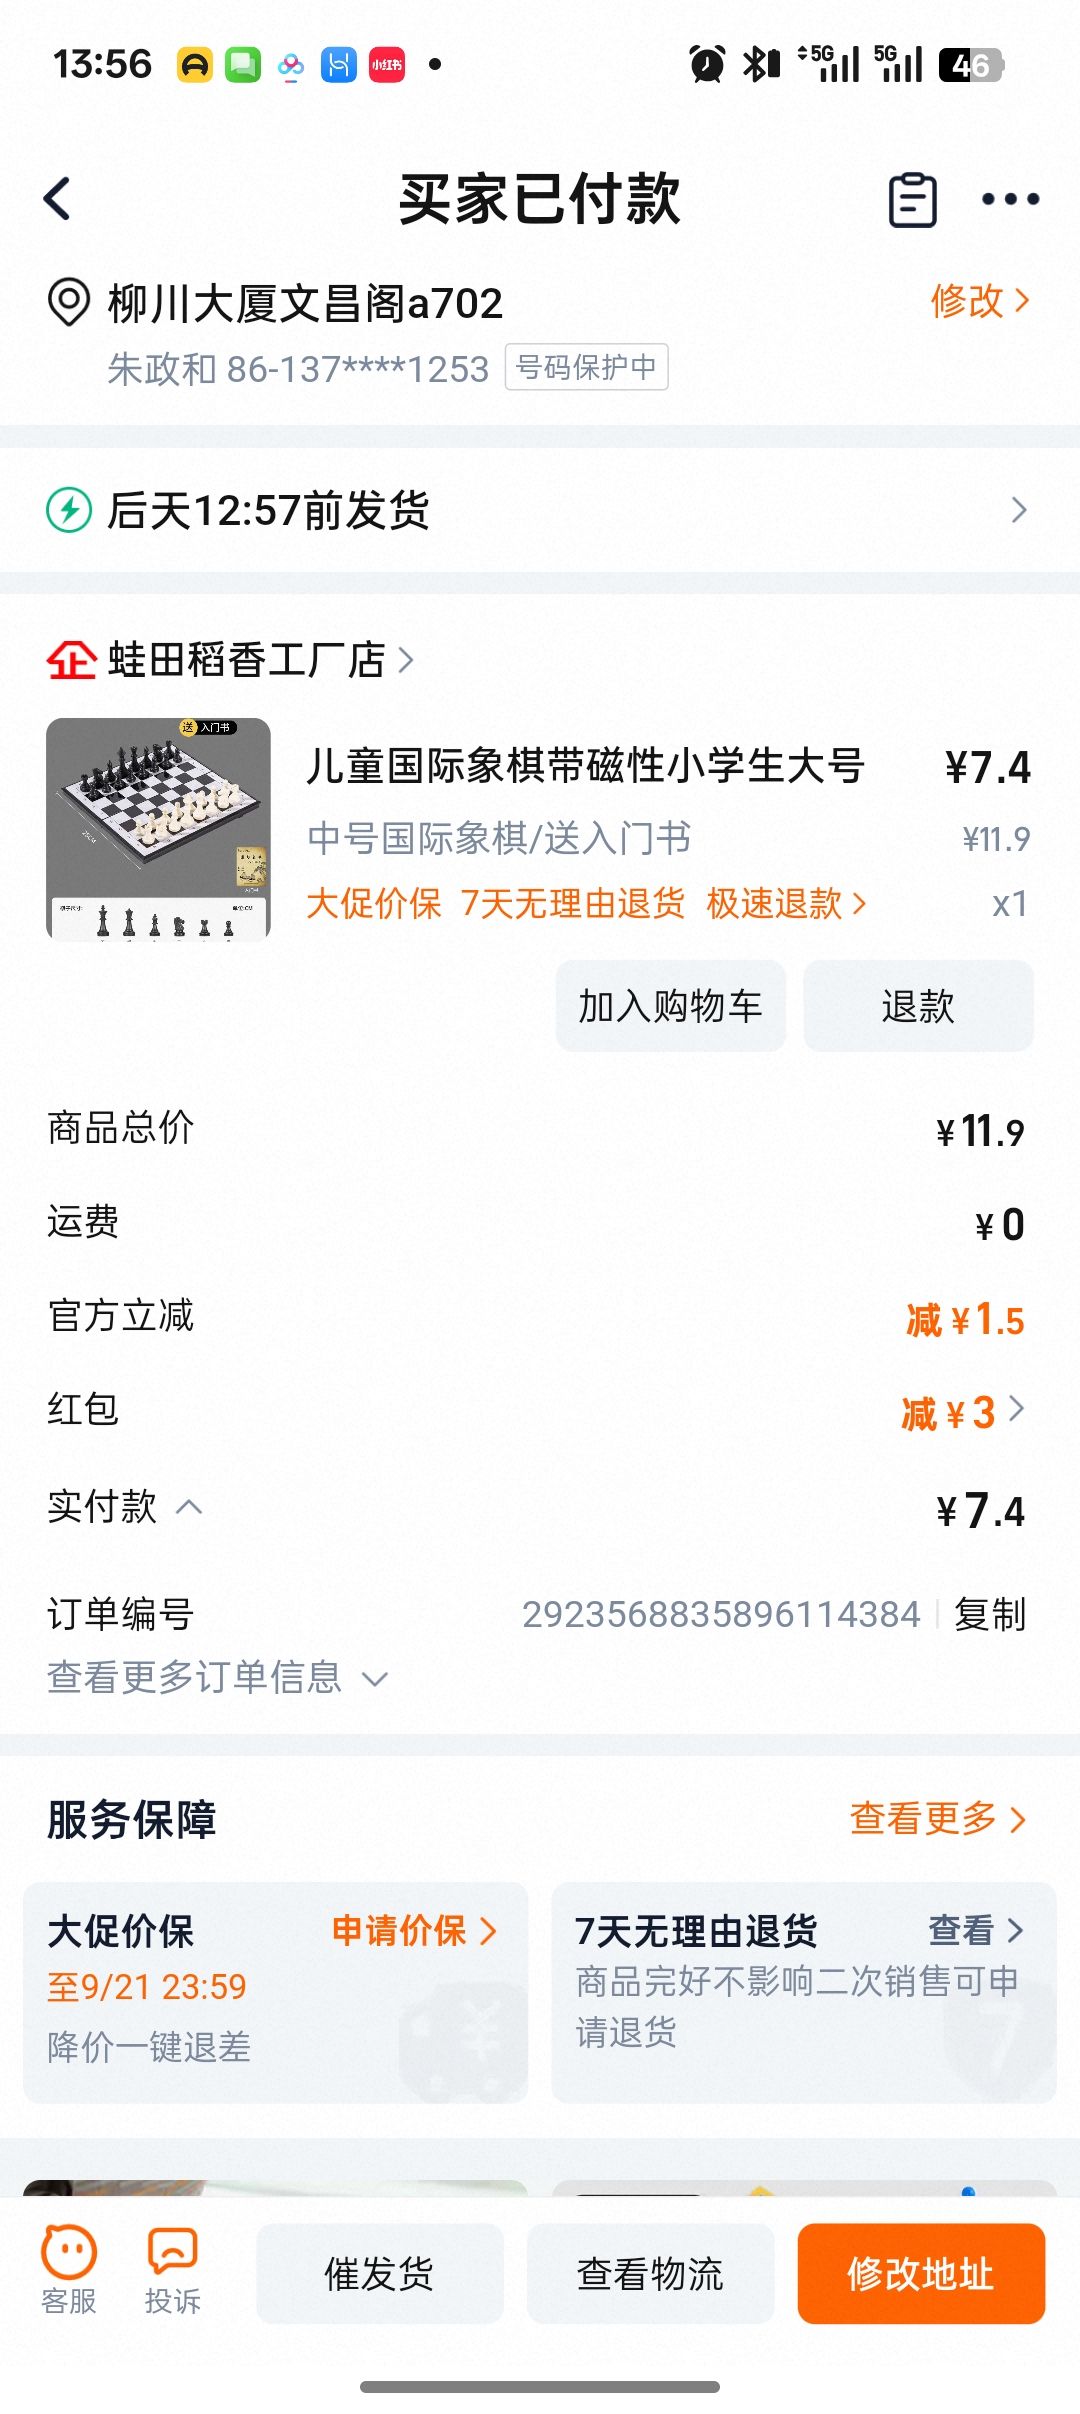 13:56
小红书
5G
5G
46
买家已付款
柳川大厦文昌阁a702
修改
朱政和 86-137****1253
号码保护中
后天12:57前发货
企 蛙田稻香工厂店
送 入门书
儿童国际象棋带磁性小学生大号
¥7.4
中号国际象棋/送入门书
¥11.9
大促价保 7天无理由退货 极速退款
x1
加入购物车
退款
商品总价
¥11.9
运费
¥0
官方立减
减¥1.5
红包
减¥3
实付款
¥7.4
订单编号
2923568835896114384
复制
查看更多订单信息
服务保障
查看更多
大促价保
申请价保
至9/21 23:59
降价一键退差
7天无理由退货
查看
商品完好不影响二次销售可申
请退货
客服
投诉
催发货
查看物流
修改地址